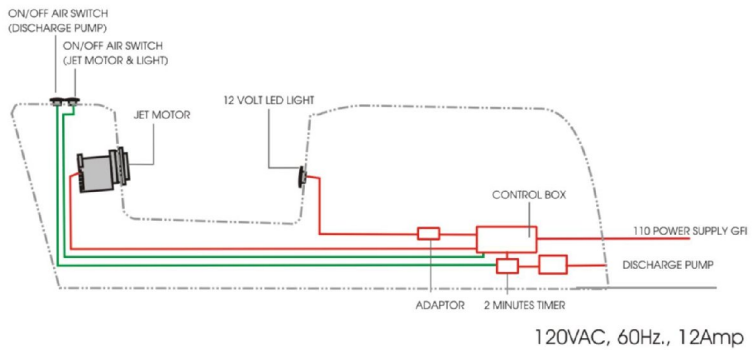 ON/OFF AIR SWITCH
(DISCHARGE PUMP)
ON/OFF AIR SWITCH
(JET MOTOR & LIGHT)
12 VOLT LED LIGHT
JET MOTOR
CONTROL BOX
110 POWER SUPPLY GFI
DISCHARGE PUMP
ADAPTOR
2 MINUTES TIMER
120VAC, 60Hz., 12Amp